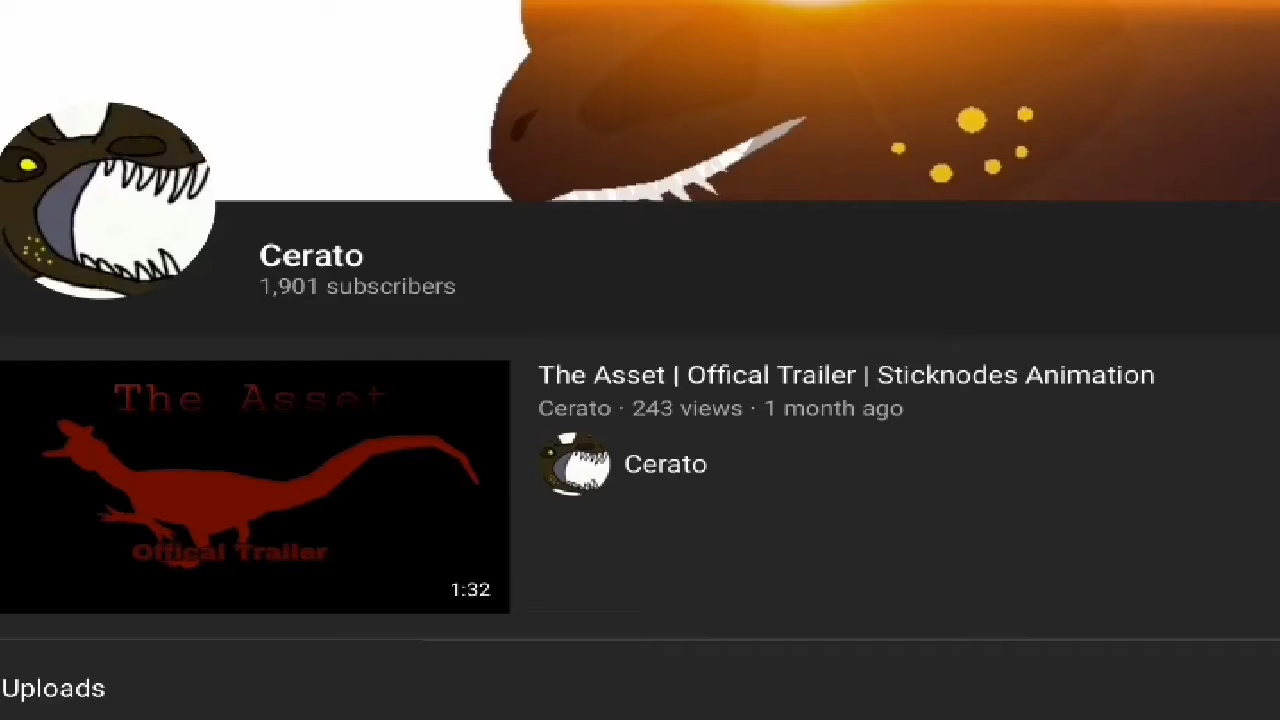 Cerato
1,901 subscribers
The Asset
Offical Trailer
1:32
The Asset | Offical Trailer | Sticknodes Animation
Cerato · 243 views · 1 month ago
Cerato
Uploads